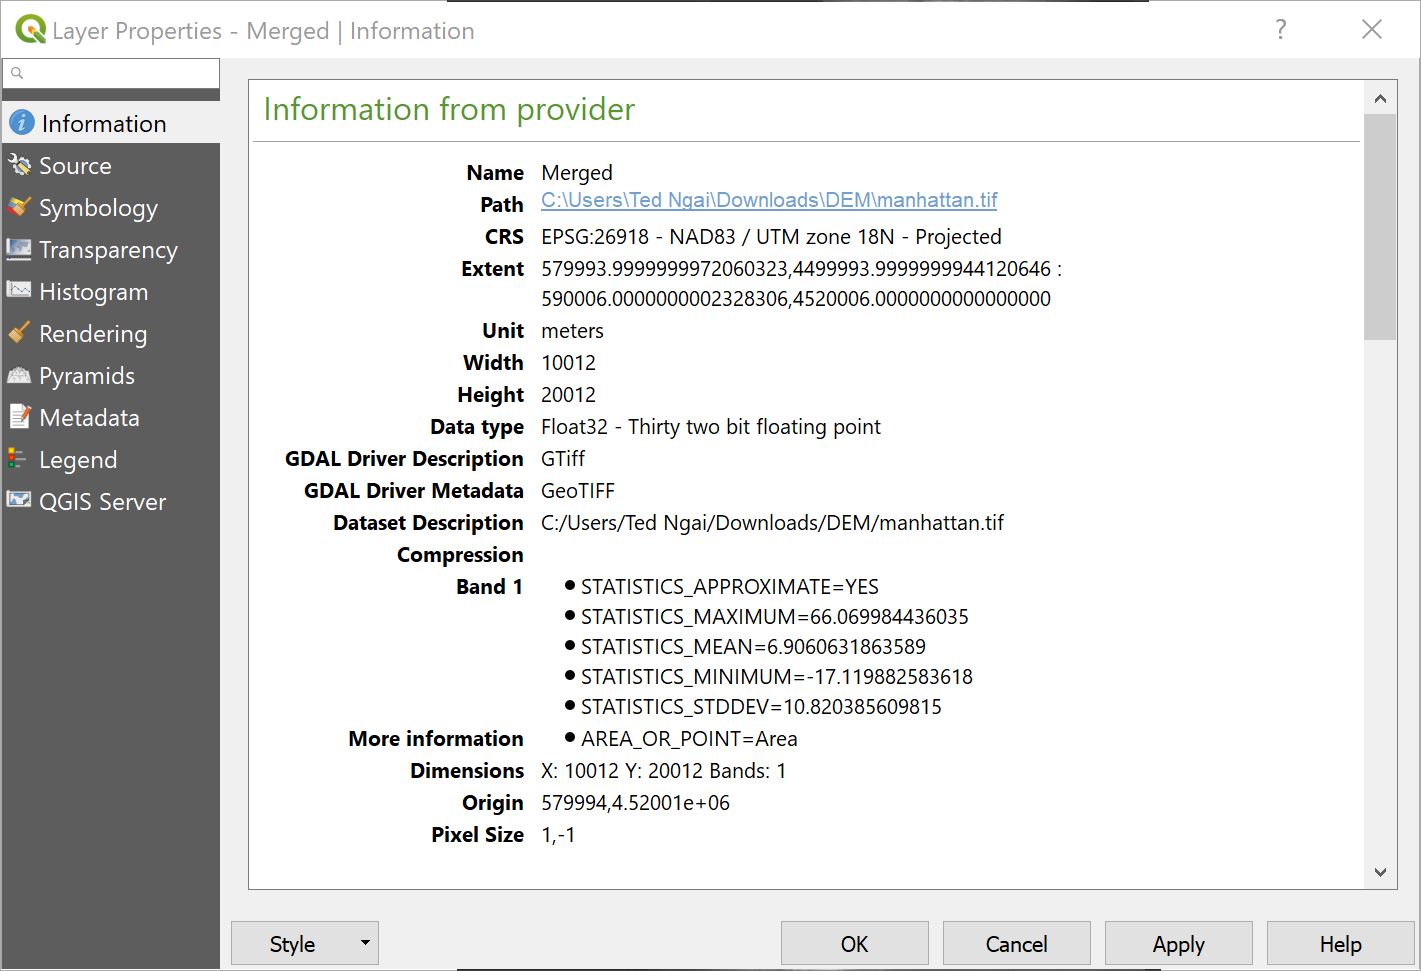 Layer Properties - Merged | Information
?
Information
Source
Symbology
Transparency
Histogram
Rendering
Pyramids
Metadata
Legend
QGIS Server
Information from provider
Name Merged
Path C:\Users\Ted Ngai\Downloads\DEM\manhattan.tif
CRS EPSG:26918 - NAD83 / UTM zone 18N - Projected
Extent 579993.9999999972060323,4499993.9999999944120646 :
590006.0000000002328306,4520006.0000000000000000
Unit meters
Width 10012
Height 20012
Data type Float32 - Thirty two bit floating point
GDAL Driver Description GTiff
GDAL Driver Metadata GeoTIFF
Dataset Description C:/Users/Ted Ngai/Downloads/DEM/manhattan.tif
Compression
Band 1 ● STATISTICS_APPROXIMATE=YES
● STATISTICS_MAXIMUM=66.069984436035
● STATISTICS_MEAN=6.9060631863589
● STATISTICS_MINIMUM=-17.119882583618
● STATISTICS_STDDEV=10.820385609815
More information ● AREA_OR_POINT=Area
Dimensions X: 10012 Y: 20012 Bands: 1
Origin 579994,4.52001e+06
Pixel Size 1,-1
Style OK Cancel Apply Help